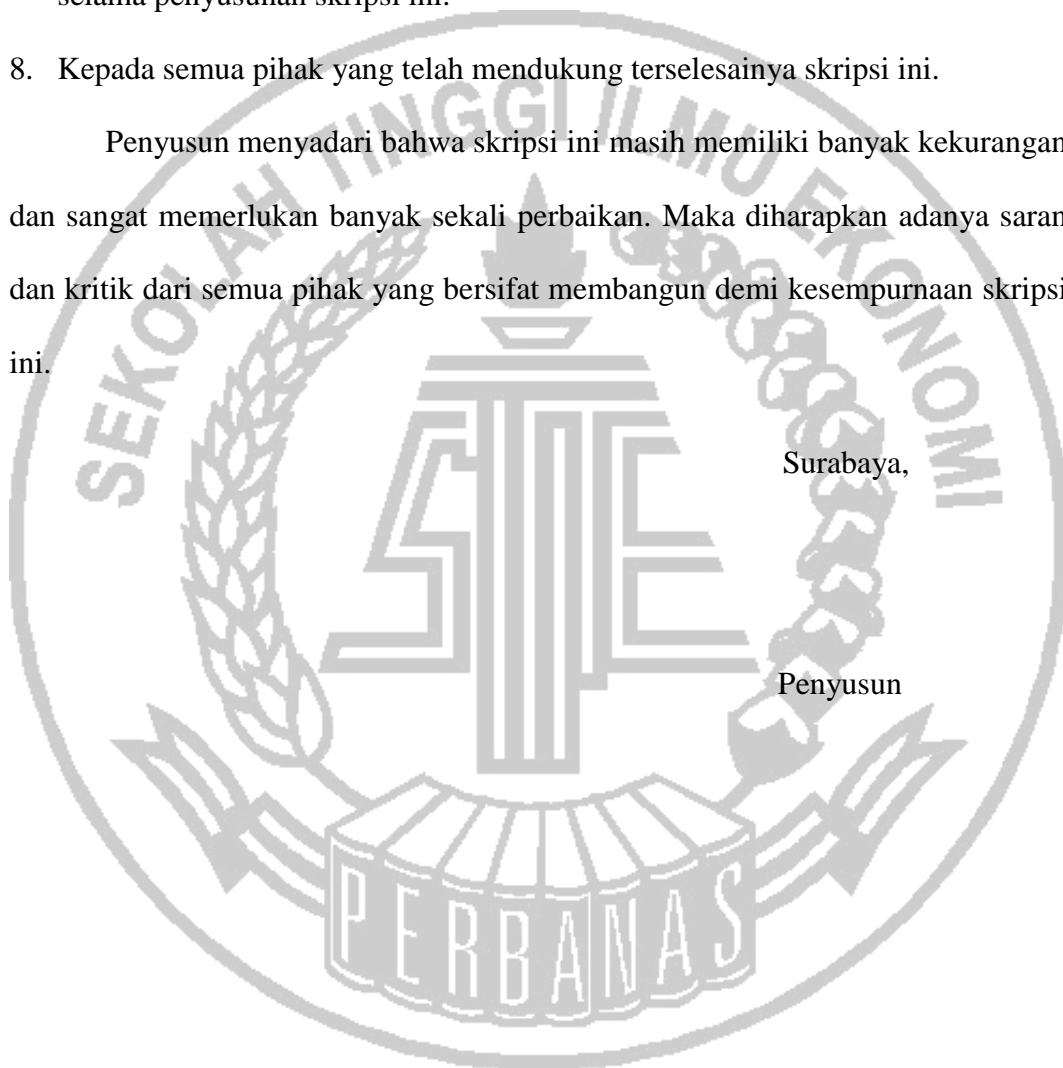 selama penyusunan skripsi ini.
8. Kepada semua pihak yang telah mendukung terselesainya skripsi ini.
Penyusun menyadari bahwa skripsi ini masih memiliki banyak kekurangan
dan sangat memerlukan banyak sekali perbaikan. Maka diharapkan adanya saran
dan kritik dari semua pihak yang bersifat membangun demi kesempurnaan skripsi
ini.
Surabaya,
Penyusun
SEKOLAH TINGGI ILMU EKONOMI
STIE
PERBANAS